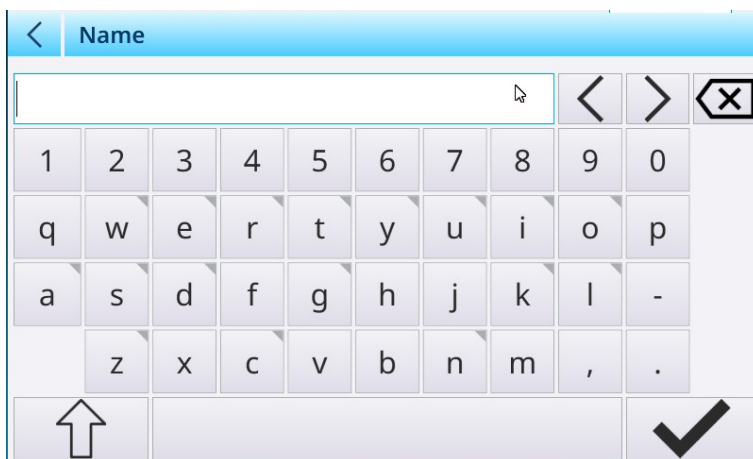 Name
1 2 3 4 5 6 7 8 9 0
q w e r t y u i o p
a s d f g h j k l -
z x c v b n m , .